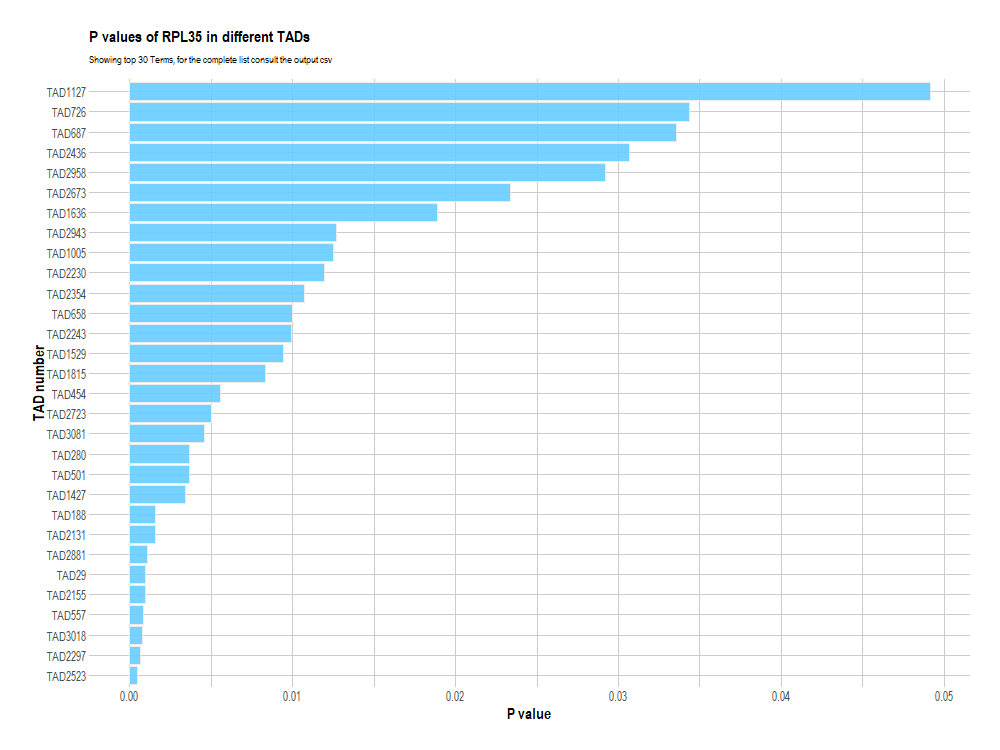 P values of RPL35 in different TADs
Showing top 30 Terms, for the complete list consult the output csv
TAD number
TAD1127
TAD726
TAD687
TAD2436
TAD2958
TAD2673
TAD1636
TAD2943
TAD1005
TAD2230
TAD2354
TAD658
TAD2243
TAD1529
TAD1815
TAD454
TAD2723
TAD3081
TAD280
TAD501
TAD1427
TAD188
TAD2131
TAD2881
TAD29
TAD2155
TAD557
TAD3018
TAD2297
TAD2523
0.00 0.01 0.02 0.03 0.04 0.05
P value